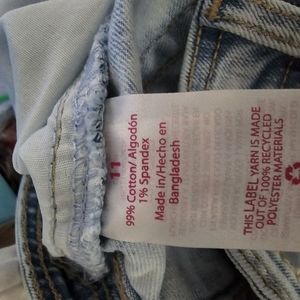 11
99% Cotton/ Algodón
1% Spandex
Made in/Hecho en
Bangladesh
THIS LABEL YARN IS MADE
OUT OF 100% RECYCLED
POLYESTER MATERIALS